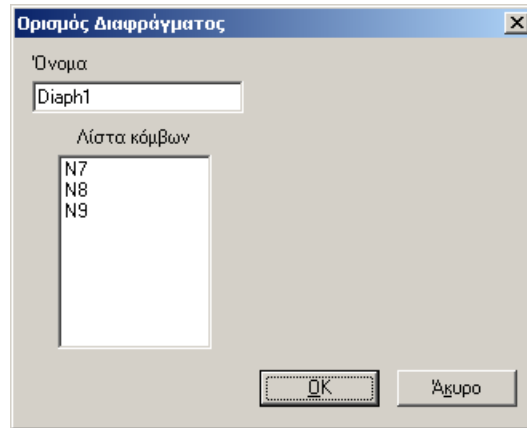 Ορισμός Διαφράγματος
Όνομα
Diaph1
Λίστα κόμβων
N7
N8
N9
OK
Άκυρο